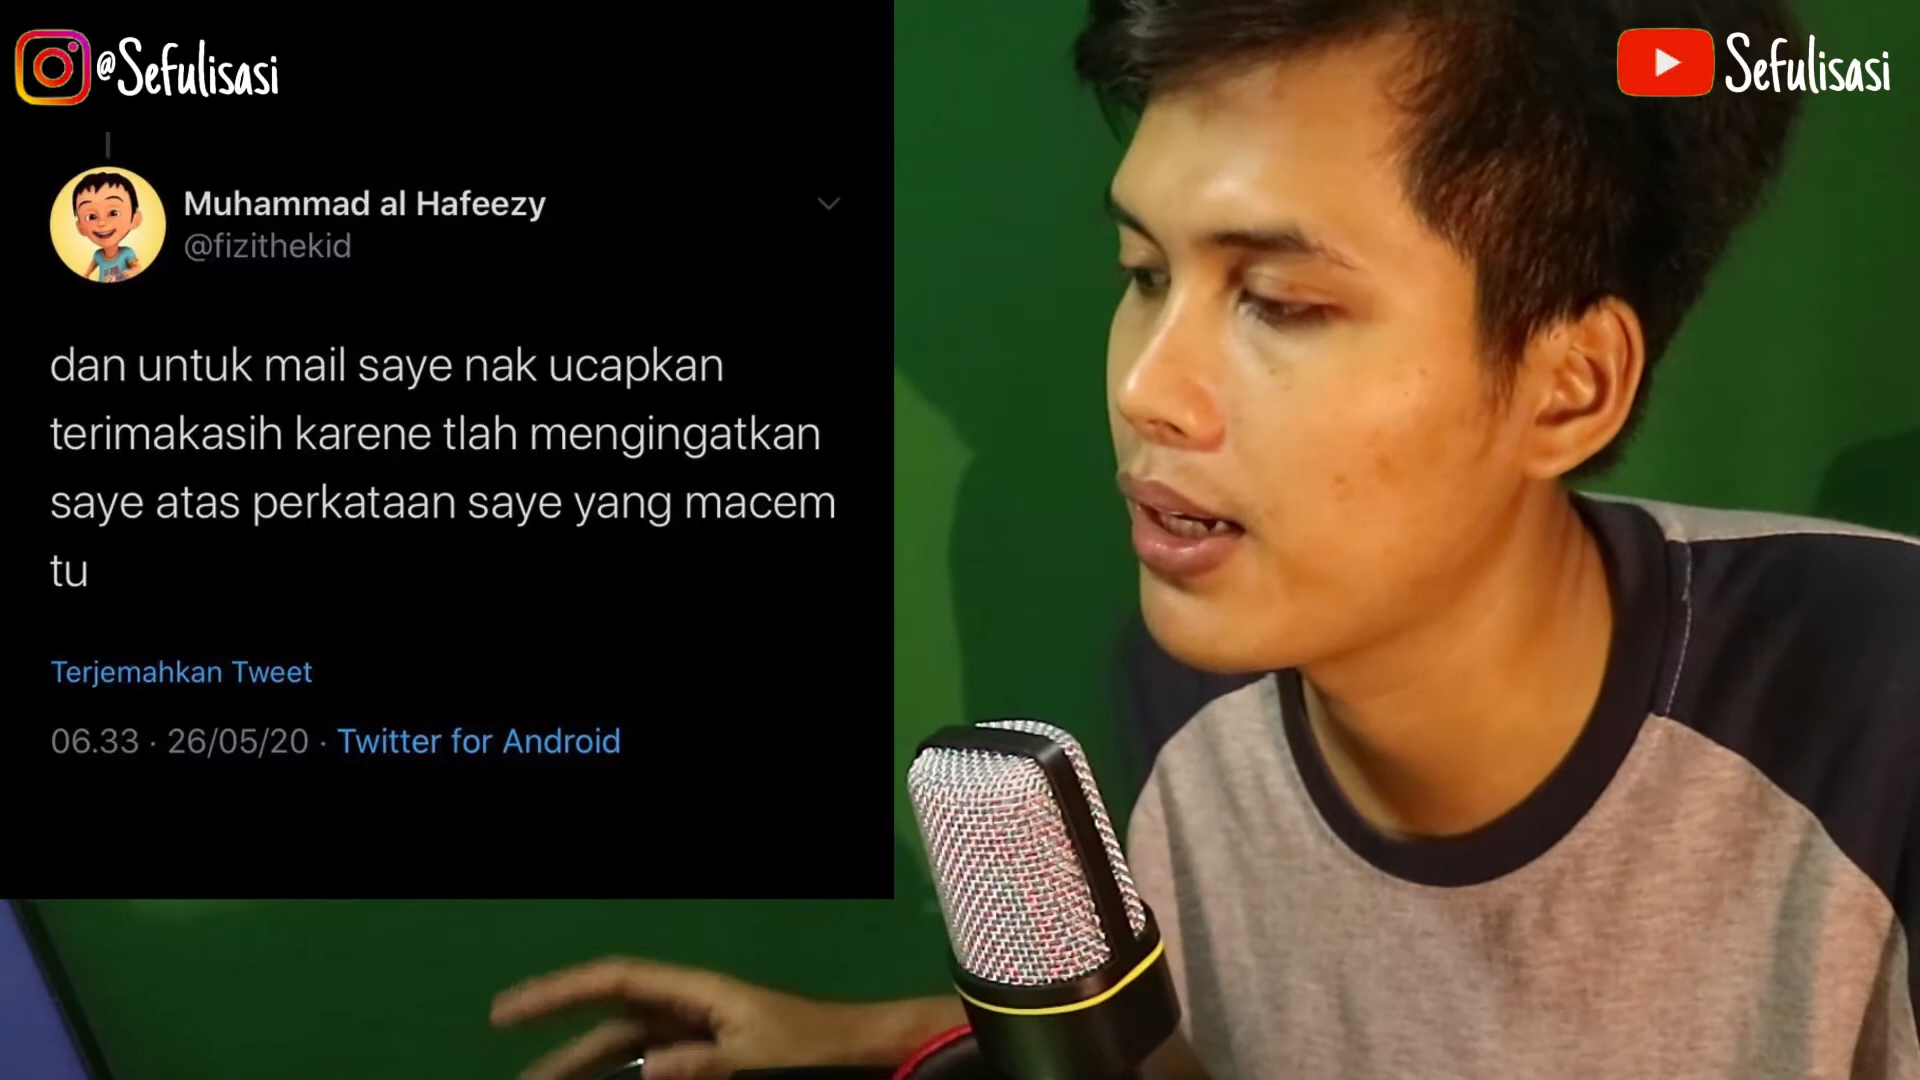 @Sefulisasi
Sefulisasi
Muhammad al Hafeezy
@fizithekid
dan untuk mail saye nak ucapkan
terimakasih karene tlah mengingatkan
saye atas perkataan saye yang macem
tu
Terjemahkan Tweet
06.33 · 26/05/20 · Twitter for Android